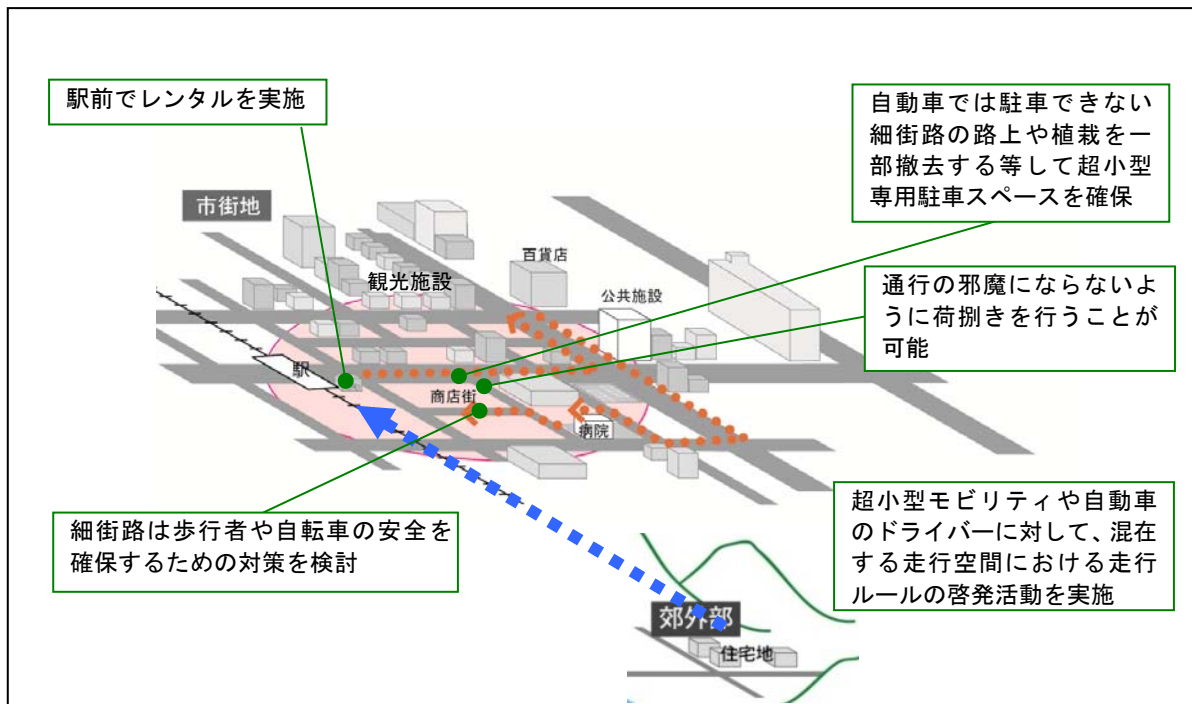 駅前でレンタルを実施
自動車では駐車できない
細街路の路上や植栽を一
部撤去する等して超小型
専用駐車スペースを確保
市街地
百貨店
観光施設
公共施設
通行の邪魔にならないよ
うに荷捌きを行うことが
可能
駅
商店街
病院
細街路は歩行者や自転車の安全を
確保するための対策を検討
超小型モビリティや自動車
のドライバーに対して、混在
する走行空間における走行
ルールの啓発活動を実施
郊外部
住宅地